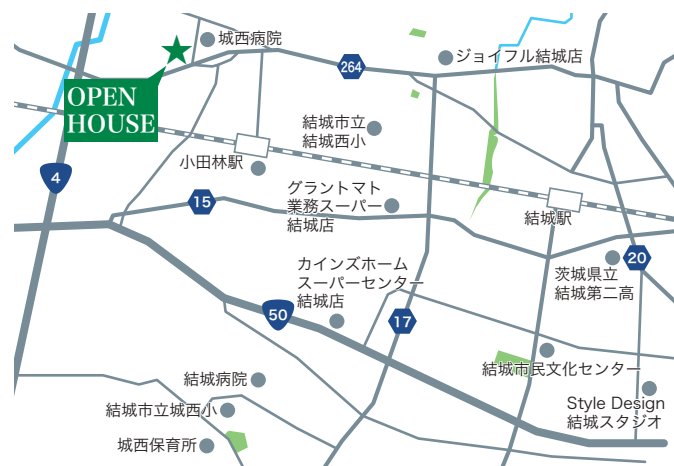 城西病院
264
ジョイフル結城店
OPEN
HOUSE
結城市立
結城西小
小田林駅
4
15
グラントマト
業務スーパー
結城店
結城駅
カインズホーム
スーパーセンター
結城店
茨城県立
結城第二高
20
50
17
結城市民文化センター
結城病院
Style Design
結城スタジオ
結城市立城西小
城西保育所